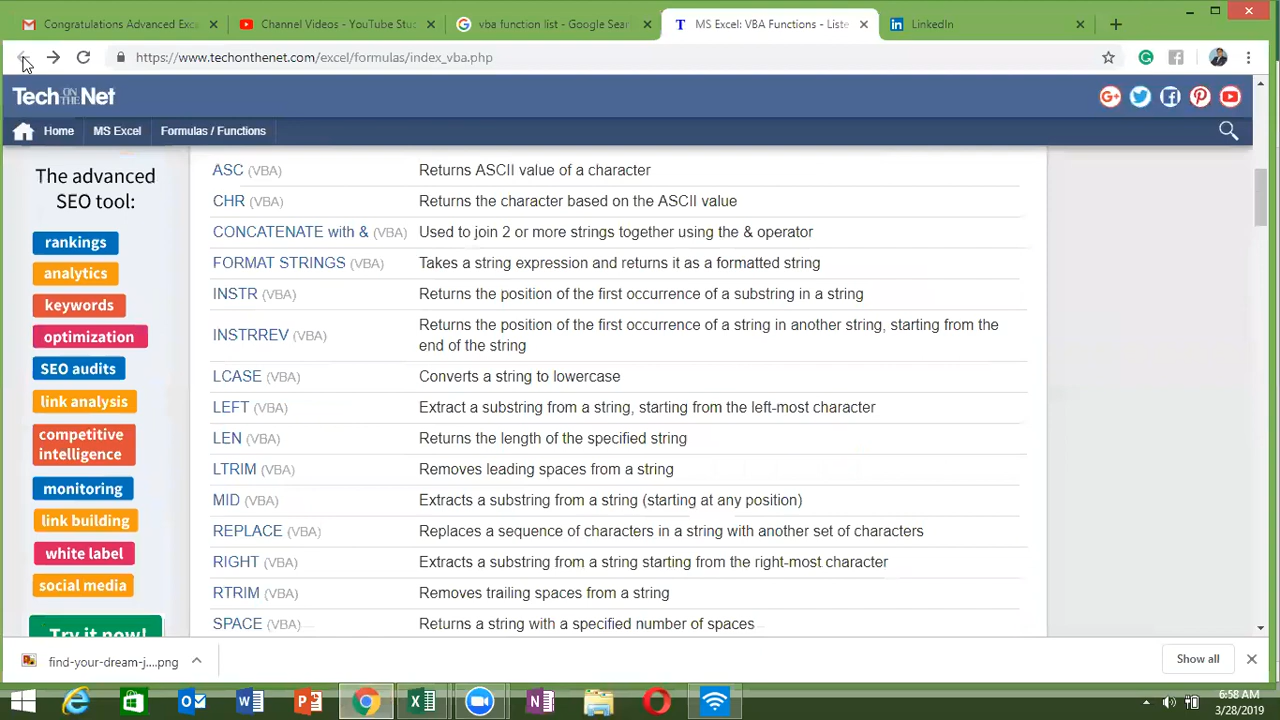 Congratulations Advanced Exc
Channel Videos - YouTube Stu
vba function list - Google Sear
MS Excel: VBA Functions - Liste
LinkedIn
https://www.techonthenet.com/excel/formulas/index_vba.php
Tech ON THE Net
Home
MS Excel
Formulas / Functions
The advanced
SEO tool:
rankings
analytics
keywords
optimization
SEO audits
link analysis
competitive
intelligence
monitoring
link building
white label
social media
Try it now!
ASC (VBA) Returns ASCII value of a character
CHR (VBA) Returns the character based on the ASCII value
CONCATENATE with & (VBA) Used to join 2 or more strings together using the & operator
FORMAT STRINGS (VBA) Takes a string expression and returns it as a formatted string
INSTR (VBA) Returns the position of the first occurrence of a substring in a string
INSTRREV (VBA) Returns the position of the first occurrence of a string in another string, starting from the
end of the string
LCASE (VBA) Converts a string to lowercase
LEFT (VBA) Extract a substring from a string, starting from the left-most character
LEN (VBA) Returns the length of the specified string
LTRIM (VBA) Removes leading spaces from a string
MID (VBA) Extracts a substring from a string (starting at any position)
REPLACE (VBA) Replaces a sequence of characters in a string with another set of characters
RIGHT (VBA) Extracts a substring from a string starting from the right-most character
RTRIM (VBA) Removes trailing spaces from a string
SPACE (VBA) Returns a string with a specified number of spaces
find-your-dream-j....png
Show all
6:58 AM
3/28/2019